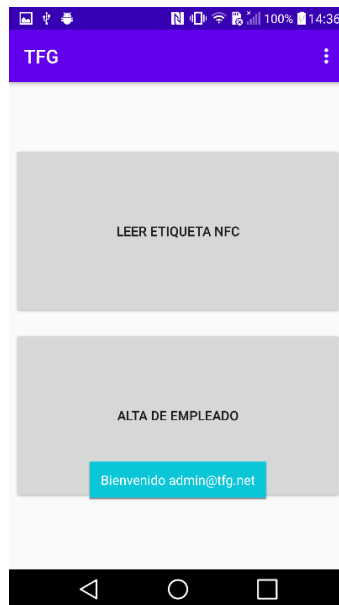 100% 14:36
TFG
LEER ETIQUETA NFC
ALTA DE EMPLEADO
Bienvenido admin@tfg.net